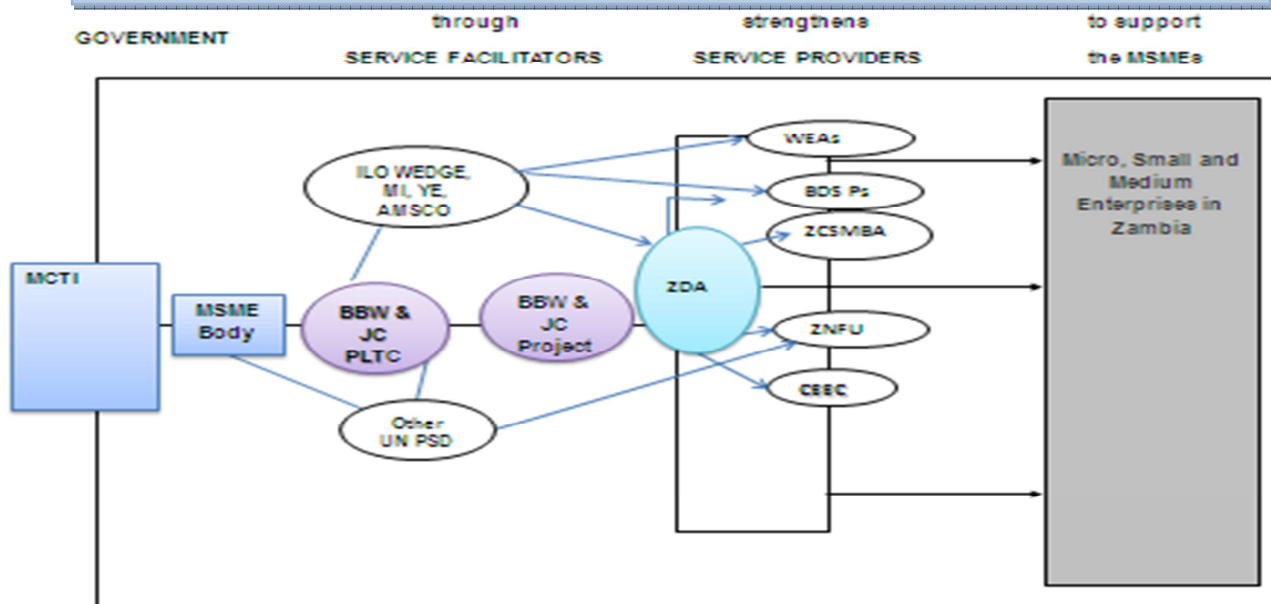 GOVERNMENT
through
SERVICE FACILITATORS
strengthens
SERVICE PROVIDERS
to support
the MSMEs
MCTI
MSME
Body
ILO WEDGE,
MI, YE,
AMSCO
BBW &
JC
PLTC
BBW &
JC
Project
Other
UN PSD
ZDA
WEAs
BDS Ps
ZCSMBA
ZNFU
CEEC
Micro, Small and
Medium
Enterprises in
Zambia